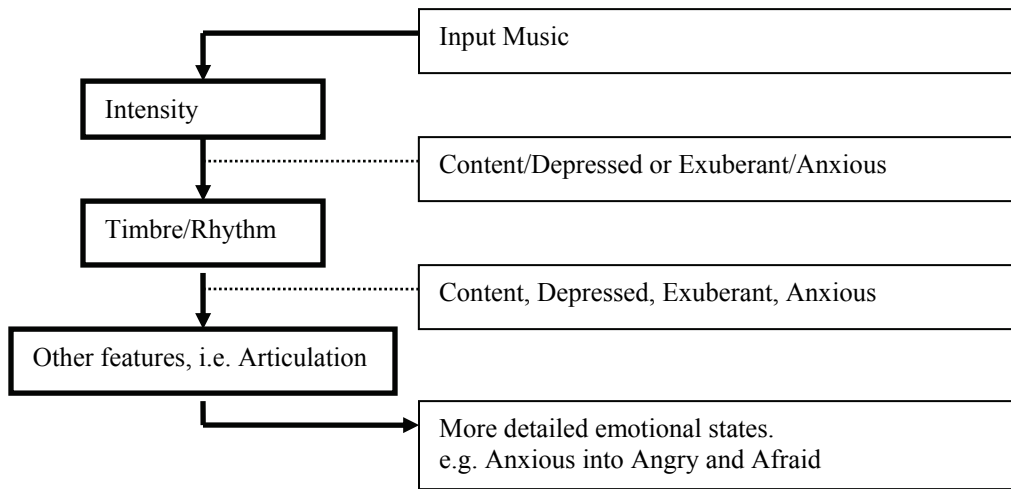 Input Music
Intensity
Content/Depressed or Exuberant/Anxious
Timbre/Rhythm
Content, Depressed, Exuberant, Anxious
Other features, i.e. Articulation
More detailed emotional states.
e.g. Anxious into Angry and Afraid